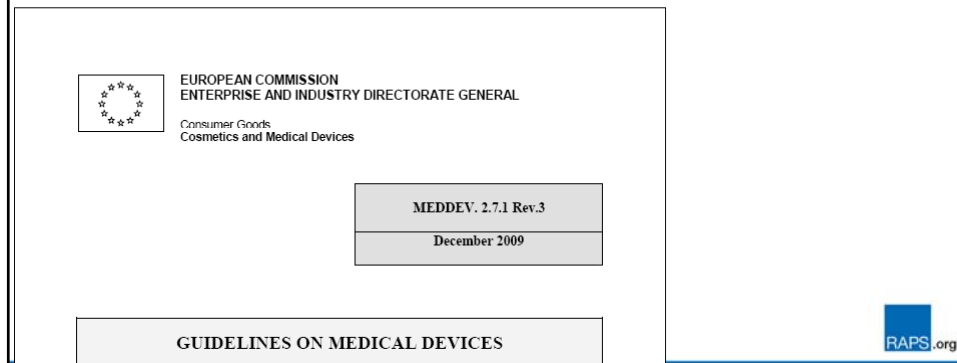 EUROPEAN COMMISSION
ENTERPRISE AND INDUSTRY DIRECTORATE GENERAL
Consumer Goods
Cosmetics and Medical Devices
MEDDEV. 2.7.1 Rev.3
December 2009
GUIDELINES ON MEDICAL DEVICES
RAPS.org